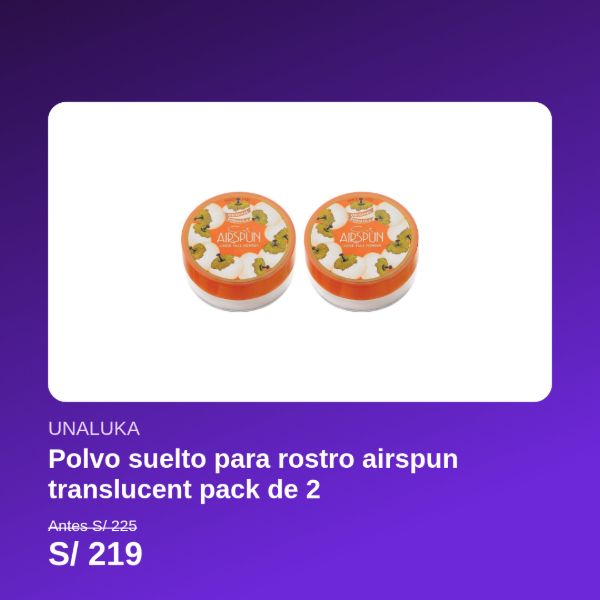 AIRSPUN
AIRSPUN
UNALUKA
Polvo suelto para rostro airspun
translucent pack de 2
Antes S/ 225
S/ 219